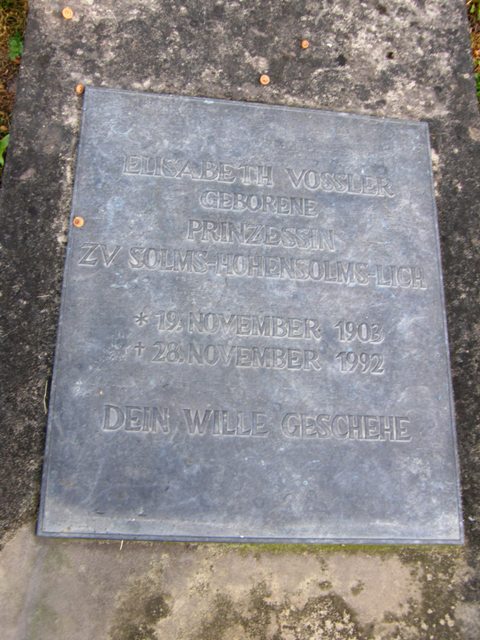 ELISABETH VOSSLER
GEBORENE
PRINZESSIN
ZV SOLMS-HOHENSOLMS-LICH
* 19. NOVEMBER 1903
† 28. NOVEMBER 1992
DEIN WILLE GESCHEHE